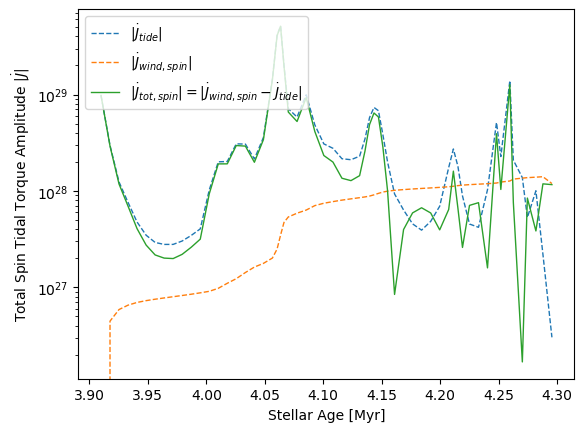 |J̇_{tide}|
|J̇_{wind,spin}|
|J̇_{tot,spin}| = |J̇_{wind,spin} − J̇_{tide}|
Total Spin Tidal Torque Amplitude |J̇|
10^{29}
10^{28}
10^{27}
3.90 3.95 4.00 4.05 4.10 4.15 4.20 4.25 4.30
Stellar Age [Myr]